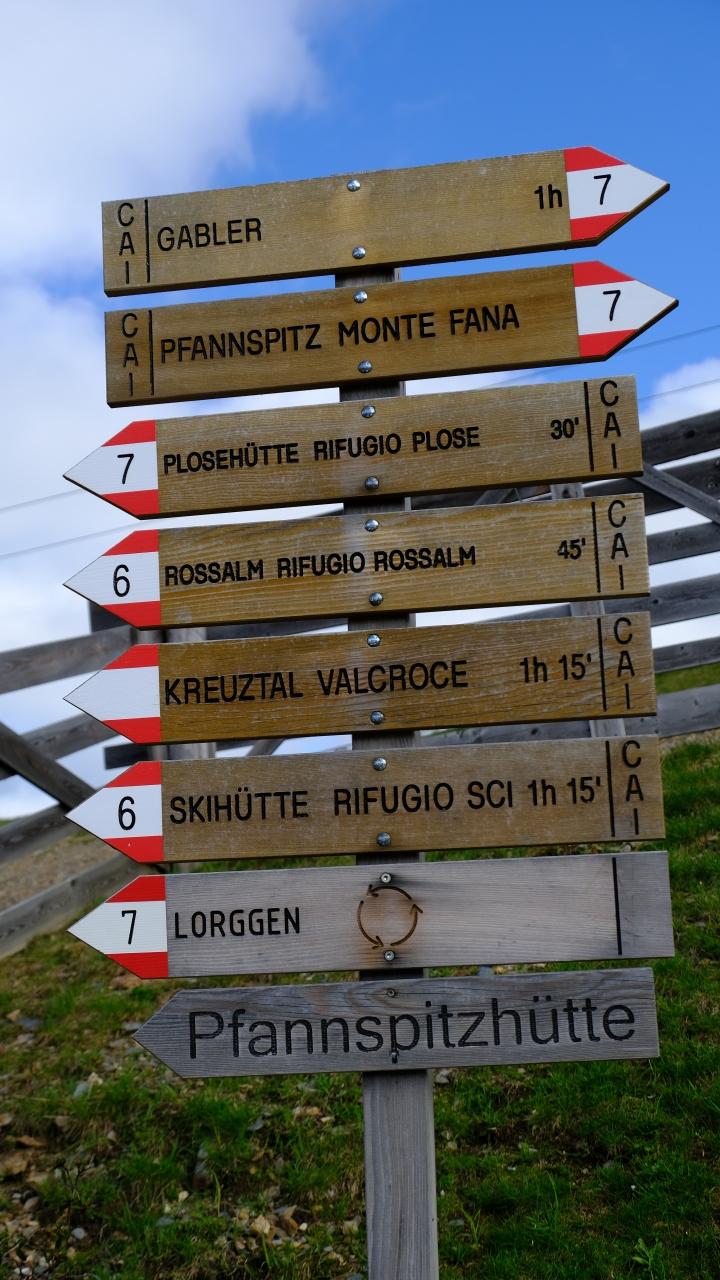 CAI GABLER 1h 7
CAI PFANNSPITZ MONTE FANA 7
7 PLOSEHÜTTE RIFUGIO PLOSE 30' CAI
6 ROSSALM RIFUGIO ROSSALM 45' CAI
KREUZTAL VALCROCE 1h 15' CAI
6 SKIHÜTTE RIFUGIO SCI 1h 15' CAI
7 LORGGEN
Pfannspitzhütte